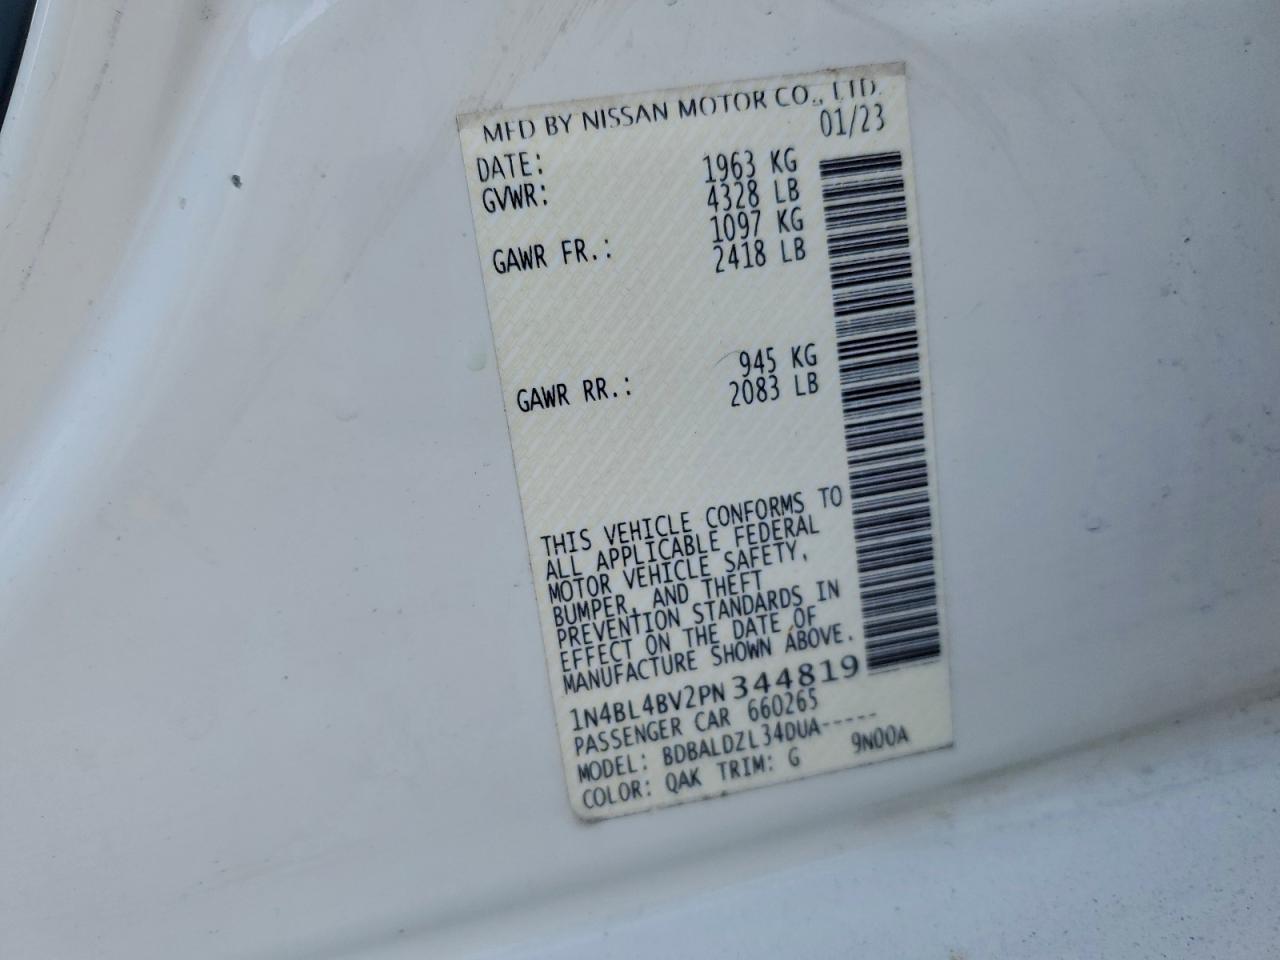 MFD BY NISSAN MOTOR CO., LTD.
DATE: 01/23
GVWR: 1963 KG
4328 LB
GAWR FR.: 1097 KG
2418 LB
GAWR RR.: 945 KG
2083 LB
THIS VEHICLE CONFORMS TO
ALL APPLICABLE FEDERAL
MOTOR VEHICLE SAFETY,
BUMPER, AND THEFT
PREVENTION STANDARDS IN
EFFECT ON THE DATE OF
MANUFACTURE SHOWN ABOVE.
1N4BL4BV2PN344819
PASSENGER CAR 660265
MODEL: BDBALDZL34DUA-----
COLOR: QAK TRIM: G 9N00A